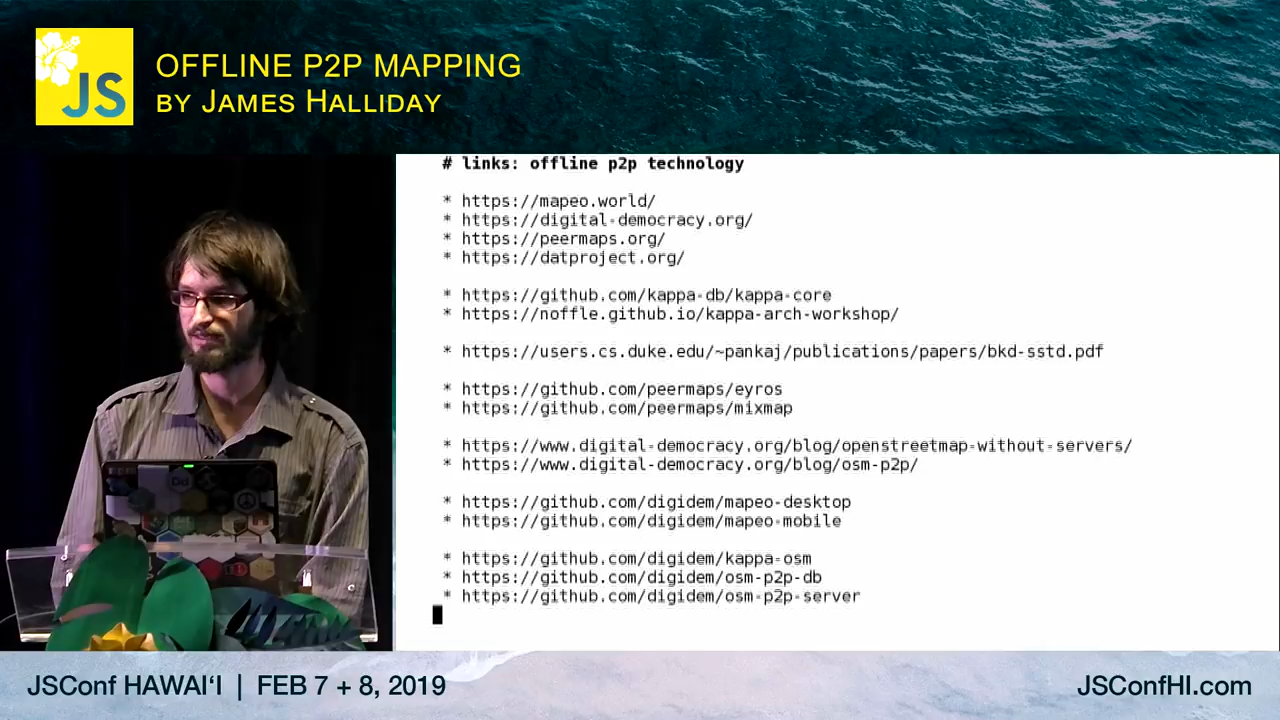 JS
OFFLINE P2P MAPPING
BY JAMES HALLIDAY
# links: offline p2p technology
* https://mapeo.world/
* https://digital-democracy.org/
* https://peermaps.org/
* https://datproject.org/
* https://github.com/kappa-db/kappa-core
* https://noffle.github.io/kappa-arch-workshop/
* https://users.cs.duke.edu/~pankaj/publications/papers/bkd-sstd.pdf
* https://github.com/peermaps/eyros
* https://github.com/peermaps/mixmap
* https://www.digital-democracy.org/blog/openstreetmap-without-servers/
* https://www.digital-democracy.org/blog/osm-p2p/
* https://github.com/digidem/mapeo-desktop
* https://github.com/digidem/mapeo-mobile
* https://github.com/digidem/kappa-osm
* https://github.com/digidem/osm-p2p-db
* https://github.com/digidem/osm-p2p-server
Dd
JSConf HAWAIʻI | FEB 7 + 8, 2019
JSConfHI.com